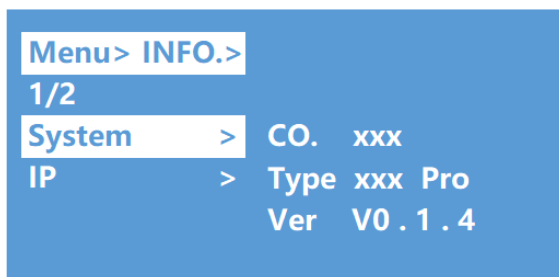 Menu> INFO.>
1/2
System > CO. xxx
IP > Type xxx Pro
Ver V0 . 1 . 4